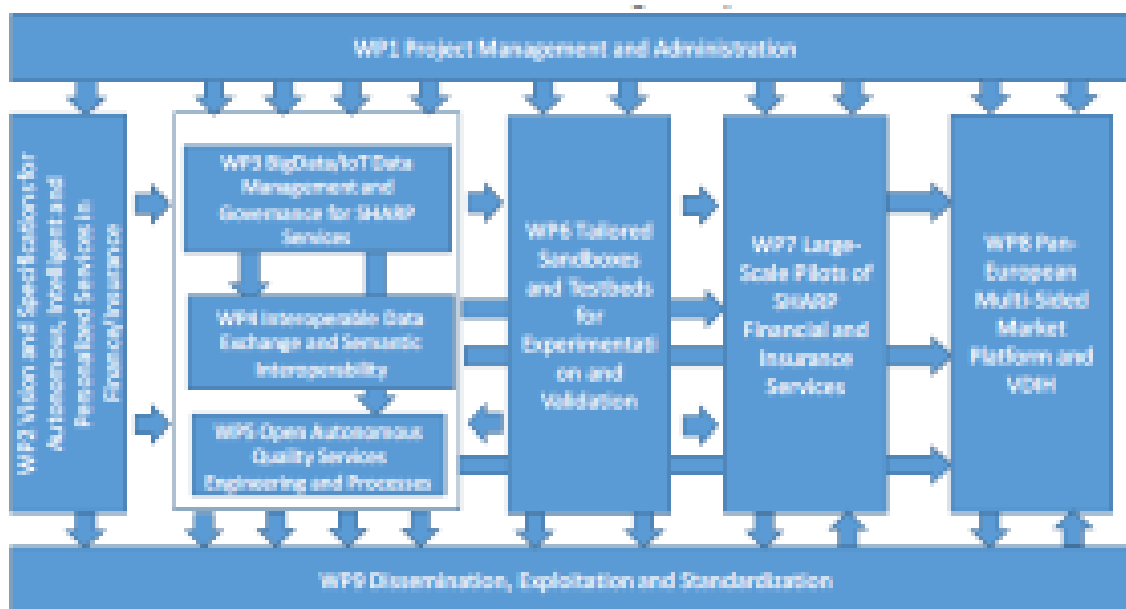 WP1 Project Management and Administration
WP2 Vision and Specifications for
Autonomous, Intelligent and
Personalized Services in
Finance/Insurance
WP3 BigData/IoT Data
Management and
Governance for SHARP
Services
WP4 Interoperable Data
Exchange and Semantic
Interoperability
WP5 Open Autonomous
Quality Services
Engineering and Processes
WP6 Tailored
Sandboxes
and Testbeds
for
Experimentati
on and
Validation
WP7 Large-
Scale Pilots of
SHARP
Financial and
Insurance
Services
WP8 Pan-
European
Multi-Sided
Market
Platform and
VDIH
WP9 Dissemination, Exploitation and Standardization